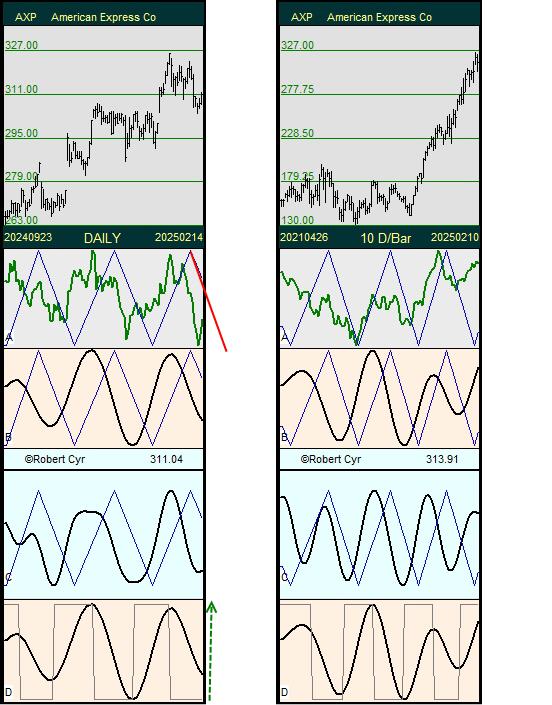 AXP American Express Co
327.00
311.00
295.00
279.00
263.00
20240923 DAILY 20250214
A
B
©Robert Cyr 311.04
C
D
AXP American Express Co
327.00
277.75
228.50
179.25
130.00
20210426 10 D/Bar 20250210
A
B
©Robert Cyr 313.91
C
D